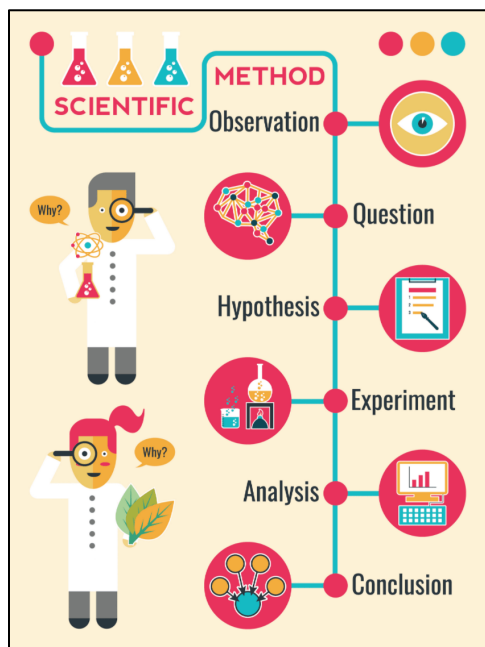 METHOD
SCIENTIFIC
Observation
Why?
Question
Hypothesis
Experiment
Why?
Analysis
Conclusion